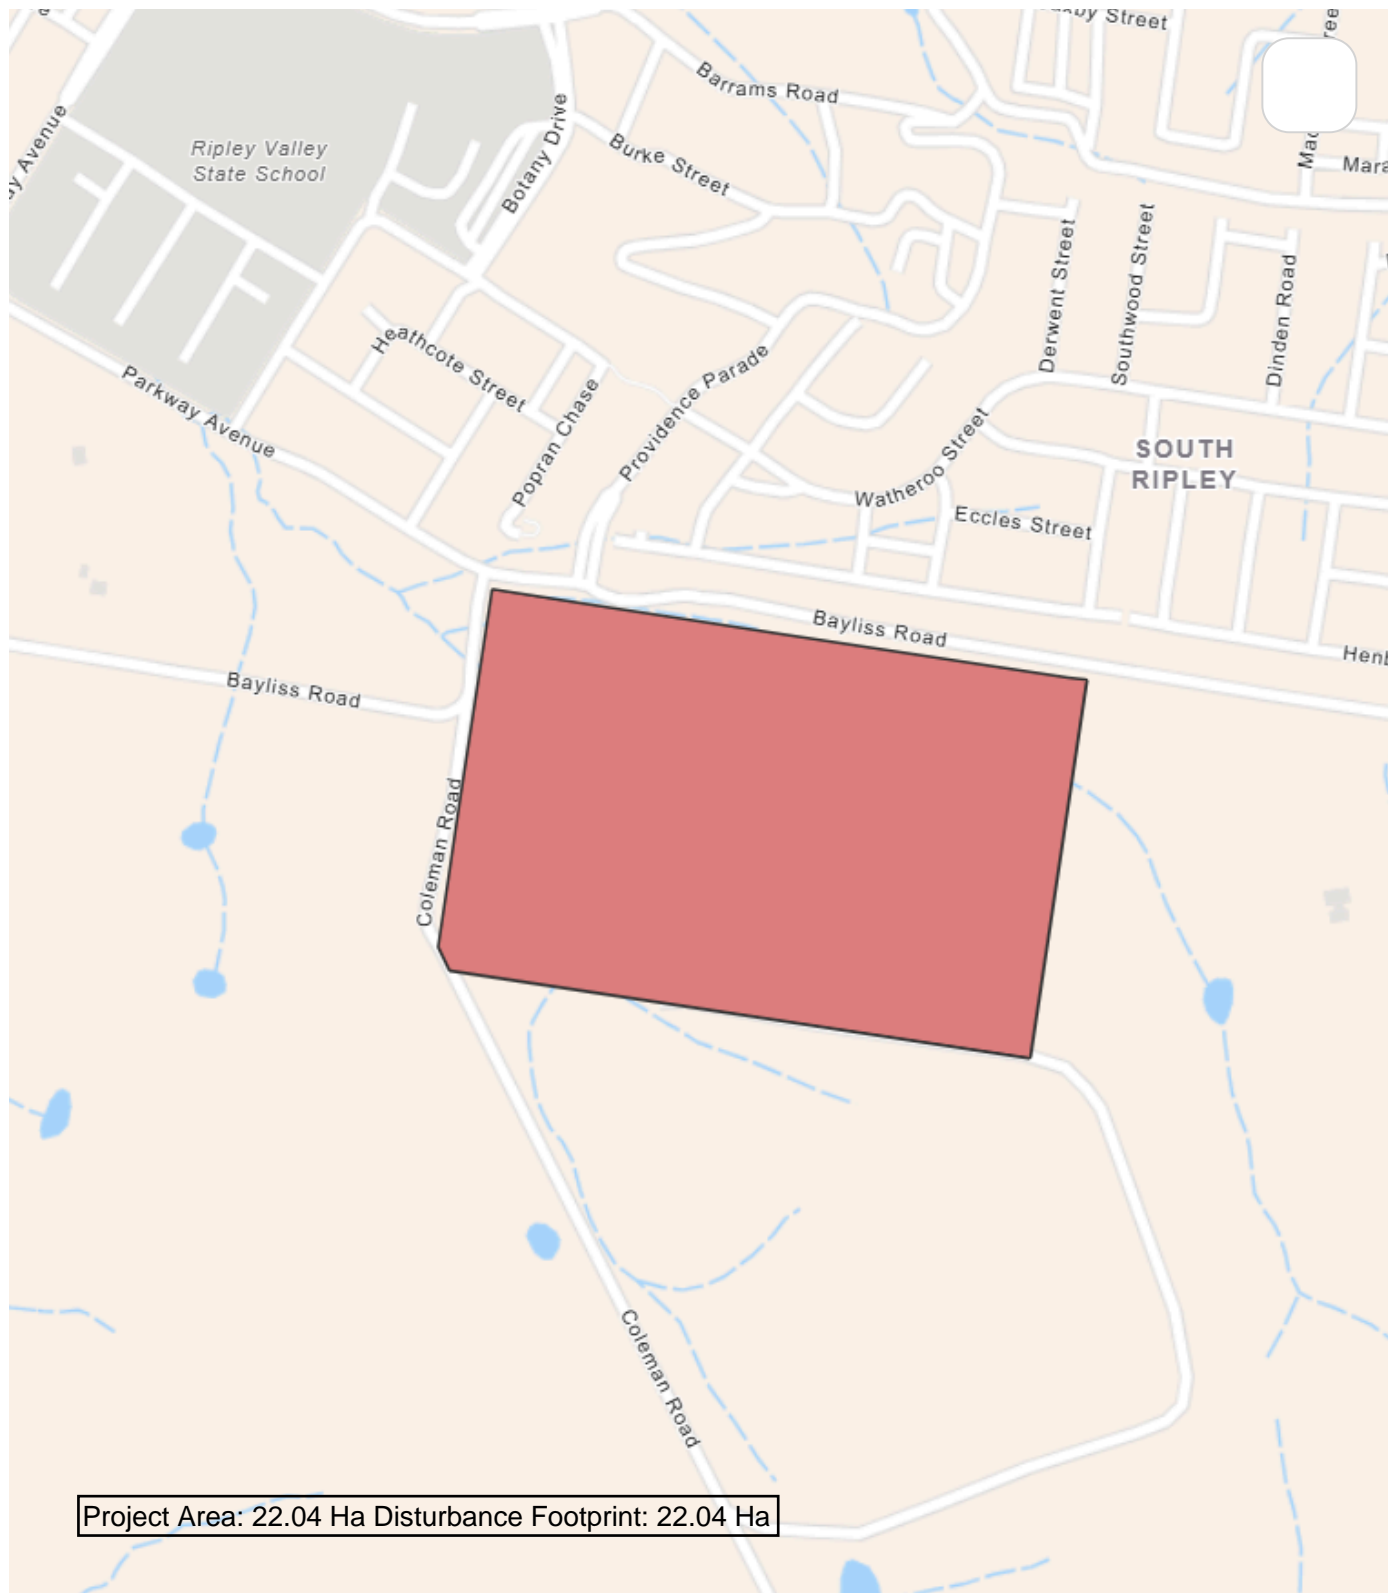 Street
Barrams Road
Ripley Valley
State School
Botany Drive
Burke Street
Avenue
Derwent Street
Southwood Street
Dinden Road
Heathcote Street
Parkway Avenue
Popran Chase
Providence Parade
Watheroo Street
SOUTH
RIPLEY
Eccles Street
Bayliss Road
Bayliss Road
Coleman Road
Coleman Road
Project Area: 22.04 Ha Disturbance Footprint: 22.04 Ha